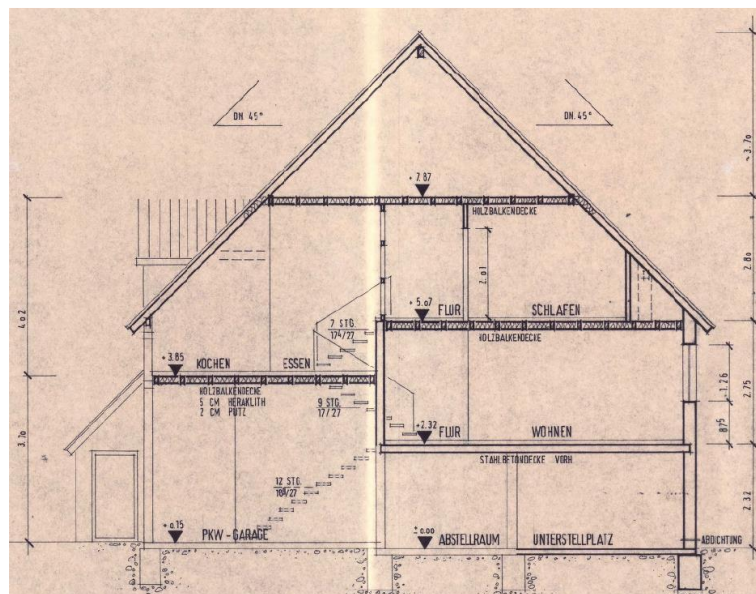 DN. 45°
DN. 45°
~3.70
+ 7.87
HOLZBALKENDECKE
2.01
2.80
4.02
+ 5.07
FLUR
SCHLAFEN
7 STG.
HOLZBALKENDECKE
+ 3.85
KOCHEN
ESSEN
1.26
2.75
HOLZBALKENDECKE
5 CM HERAKLITH
2 CM PUTZ
9 STG.
17/27
+2.32
FLUR
WOHNEN
875
3.70
STAHLBETONDECKE VORH.
12 STG.
2.32
+ 0.15
PKW-GARAGE
± 0.00
ABSTELLRAUM
UNTERSTELLPLATZ
ABDICHTUNG